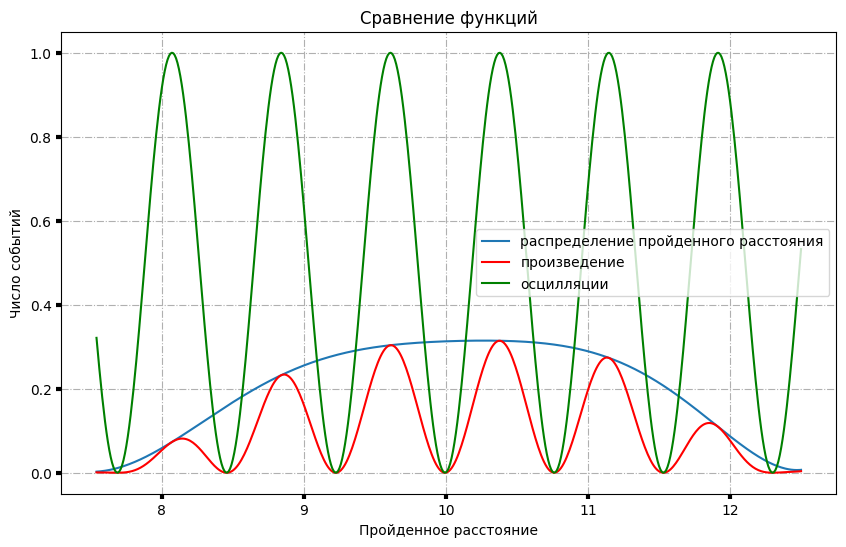 Сравнение функций
Число событий
1.0
0.8
0.6
0.4
0.2
0.0
распределение пройденного расстояния
произведение
осцилляции
8
9
10
11
12
Пройденное расстояние